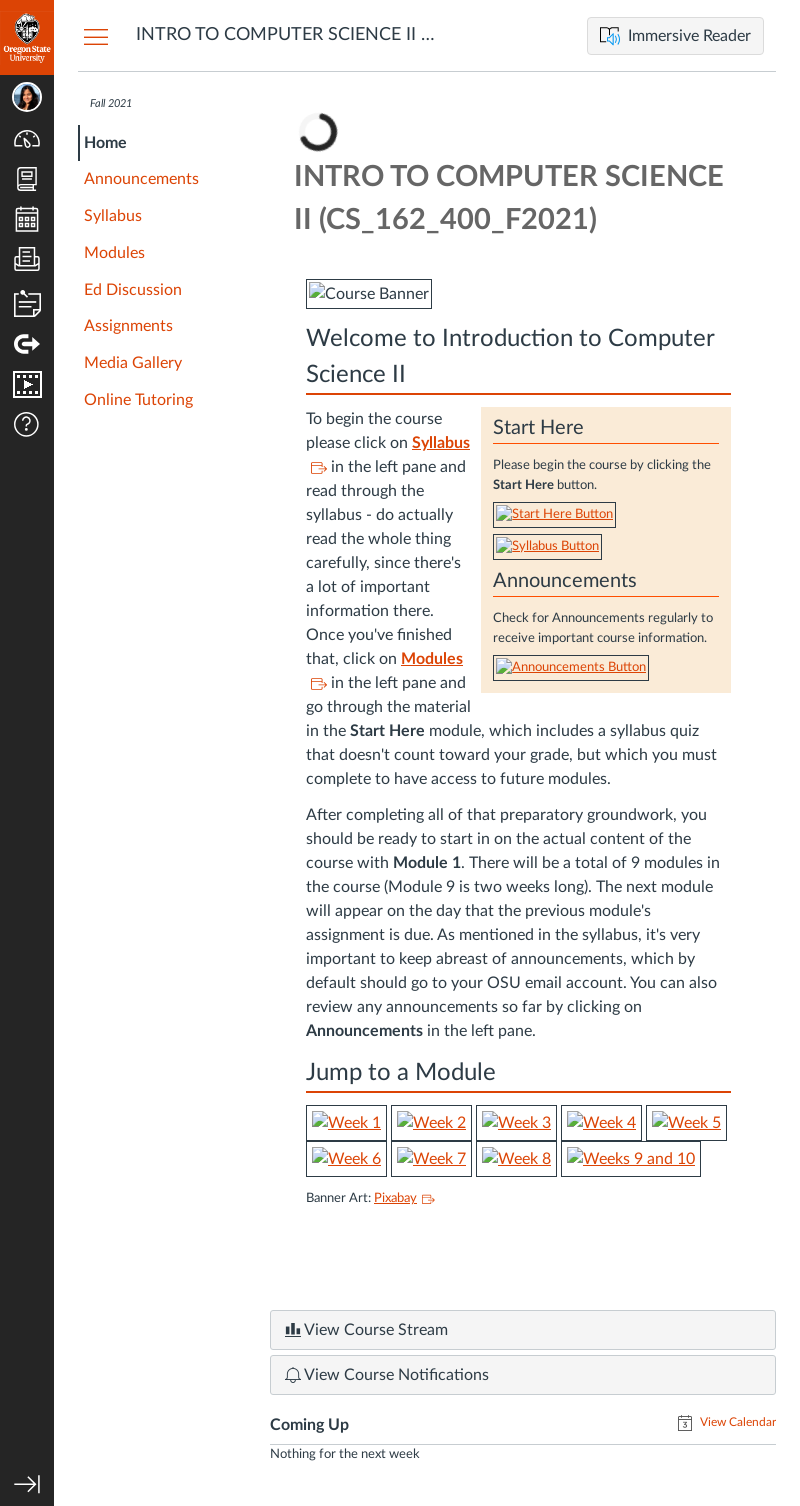 Oregon State
University
INTRO TO COMPUTER SCIENCE II ...
Immersive Reader
Fall 2021
Home
Announcements
Syllabus
Modules
Ed Discussion
Assignments
Media Gallery
Online Tutoring
INTRO TO COMPUTER SCIENCE
II (CS_162_400_F2021)
Course Banner
Welcome to Introduction to Computer
Science II
To begin the course
please click on Syllabus
in the left pane and
read through the
syllabus - do actually
read the whole thing
carefully, since there's
a lot of important
information there.
Once you've finished
that, click on Modules
in the left pane and
go through the material
in the Start Here module, which includes a syllabus quiz
that doesn't count toward your grade, but which you must
complete to have access to future modules.
Start Here
Please begin the course by clicking the
Start Here button.
Start Here Button
Syllabus Button
Announcements
Check for Announcements regularly to
receive important course information.
Announcements Button
After completing all of that preparatory groundwork, you
should be ready to start in on the actual content of the
course with Module 1. There will be a total of 9 modules in
the course (Module 9 is two weeks long). The next module
will appear on the day that the previous module's
assignment is due. As mentioned in the syllabus, it's very
important to keep abreast of announcements, which by
default should go to your OSU email account. You can also
review any announcements so far by clicking on
Announcements in the left pane.
Jump to a Module
Week 1 Week 2 Week 3 Week 4 Week 5
Week 6 Week 7 Week 8 Weeks 9 and 10
Banner Art: Pixabay
View Course Stream
View Course Notifications
Coming Up
3 View Calendar
Nothing for the next week